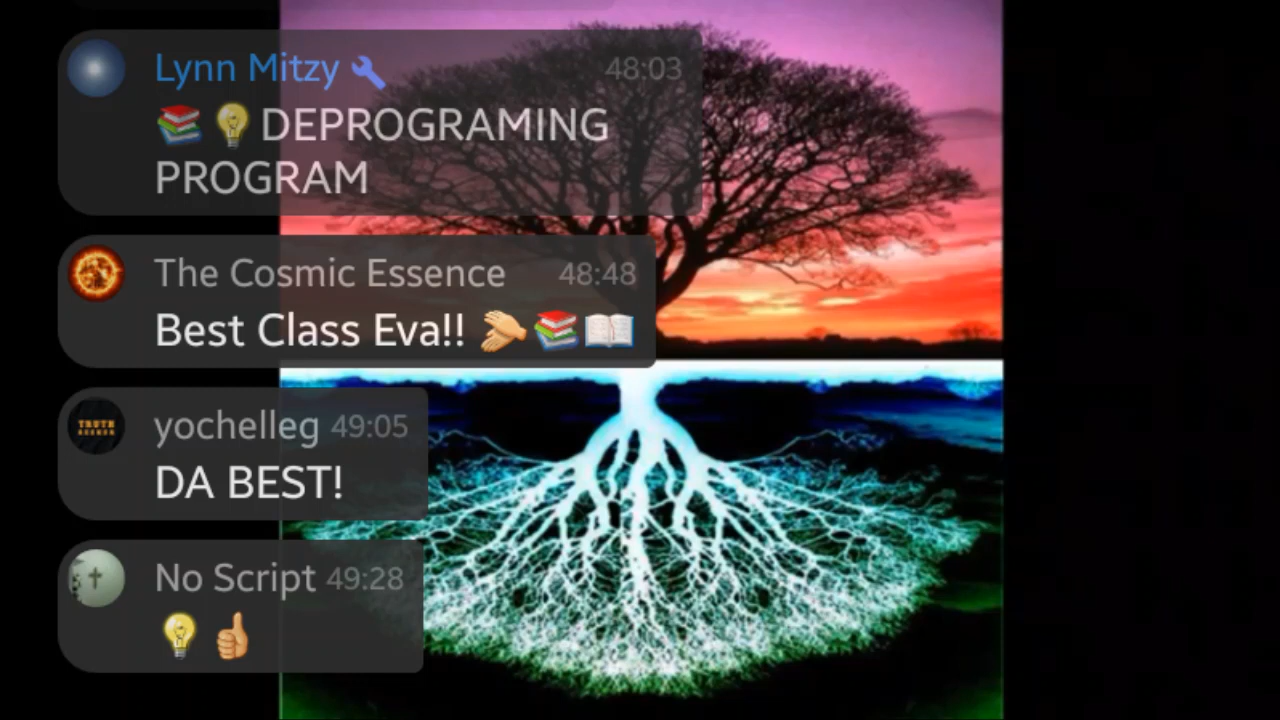 Lynn Mitzy 🔧 48:03
📚 💡 DEPROGRAMING
PROGRAM
The Cosmic Essence 48:48
Best Class Eva!! 👏 📚 📖
TRUTH
yochelleg 49:05
DA BEST!
No Script 49:28
💡 👍